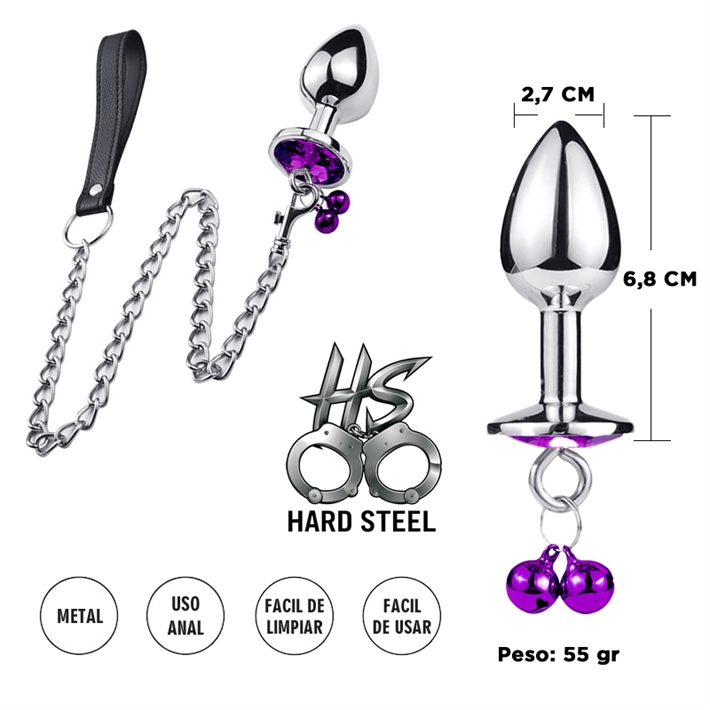 2,7 CM
6,8 CM
HS
HARD STEEL
METAL
USO
ANAL
FACIL DE
LIMPIAR
FACIL
DE USAR
Peso: 55 gr